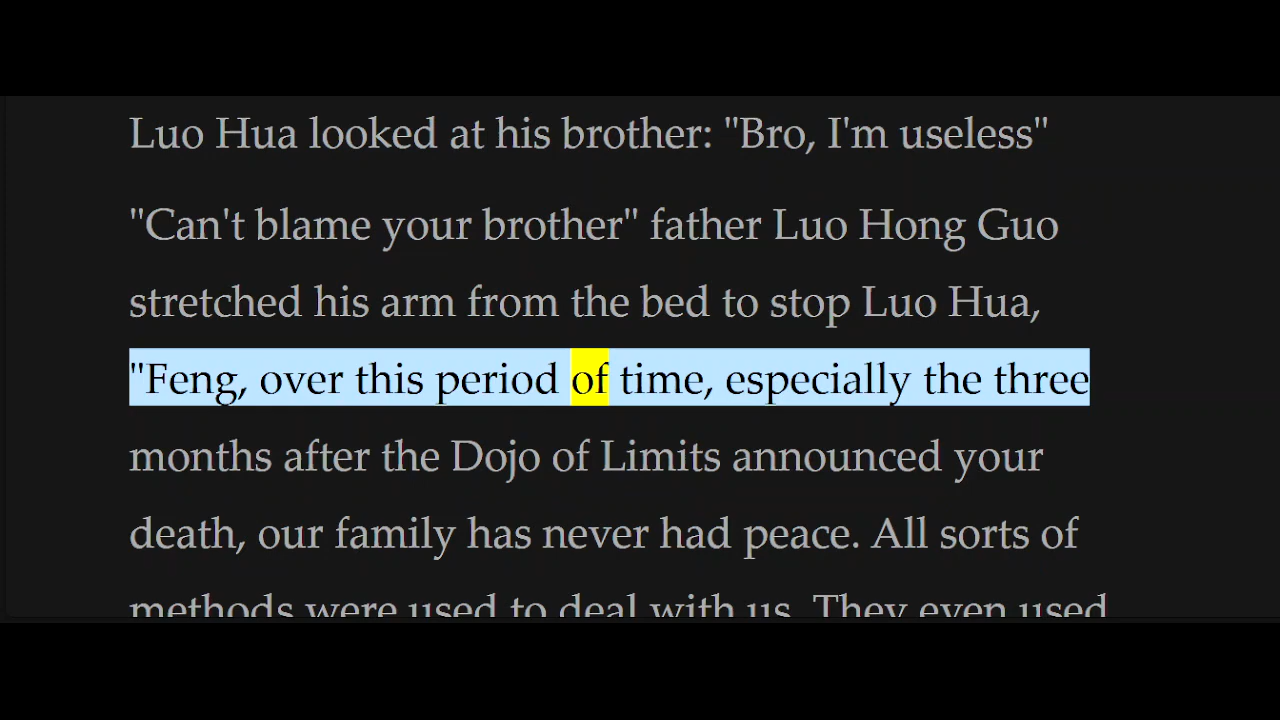 Luo Hua looked at his brother: "Bro, I'm useless"
"Can't blame your brother" father Luo Hong Guo
stretched his arm from the bed to stop Luo Hua,
"Feng, over this period of time, especially the three
months after the Dojo of Limits announced your
death, our family has never had peace. All sorts of
methods were used to deal with us. They even used